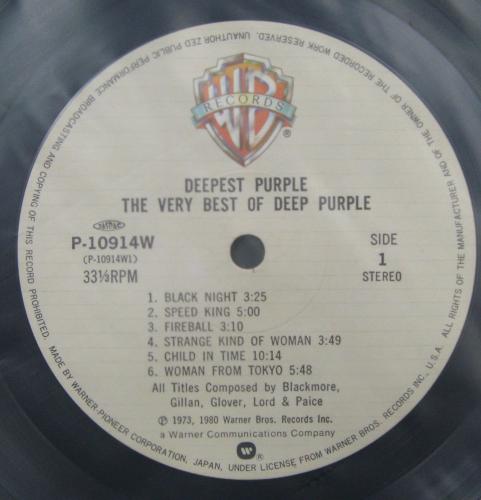 WB
RECORDS
®
DEEPEST PURPLE
THE VERY BEST OF DEEP PURPLE
P-10914W
(P-10914W1)
33⅓RPM
SIDE
1
STEREO
1. BLACK NIGHT 3:25
2. SPEED KING 5:00
3. FIREBALL 3:10
4. STRANGE KIND OF WOMAN 3:49
5. CHILD IN TIME 10:14
6. WOMAN FROM TOKYO 5:48
All Titles Composed by Blackmore,
Gillan, Glover, Lord & Paice
Ⓟ 1973, 1980 Warner Bros. Records Inc.
a Warner Communications Company
MADE BY WARNER-PIONEER CORPORATION, JAPAN, UNDER LICENSE FROM WARNER BROS. RECORDS INC., U.S.A. ALL RIGHTS OF THE MANUFACTURER AND OF THE OWNER OF THE RECORDED WORK RESERVED. UNAUTHORIZED PUBLIC PERFORMANCE BROADCASTING AND COPYING OF THIS RECORD PROHIBITED.